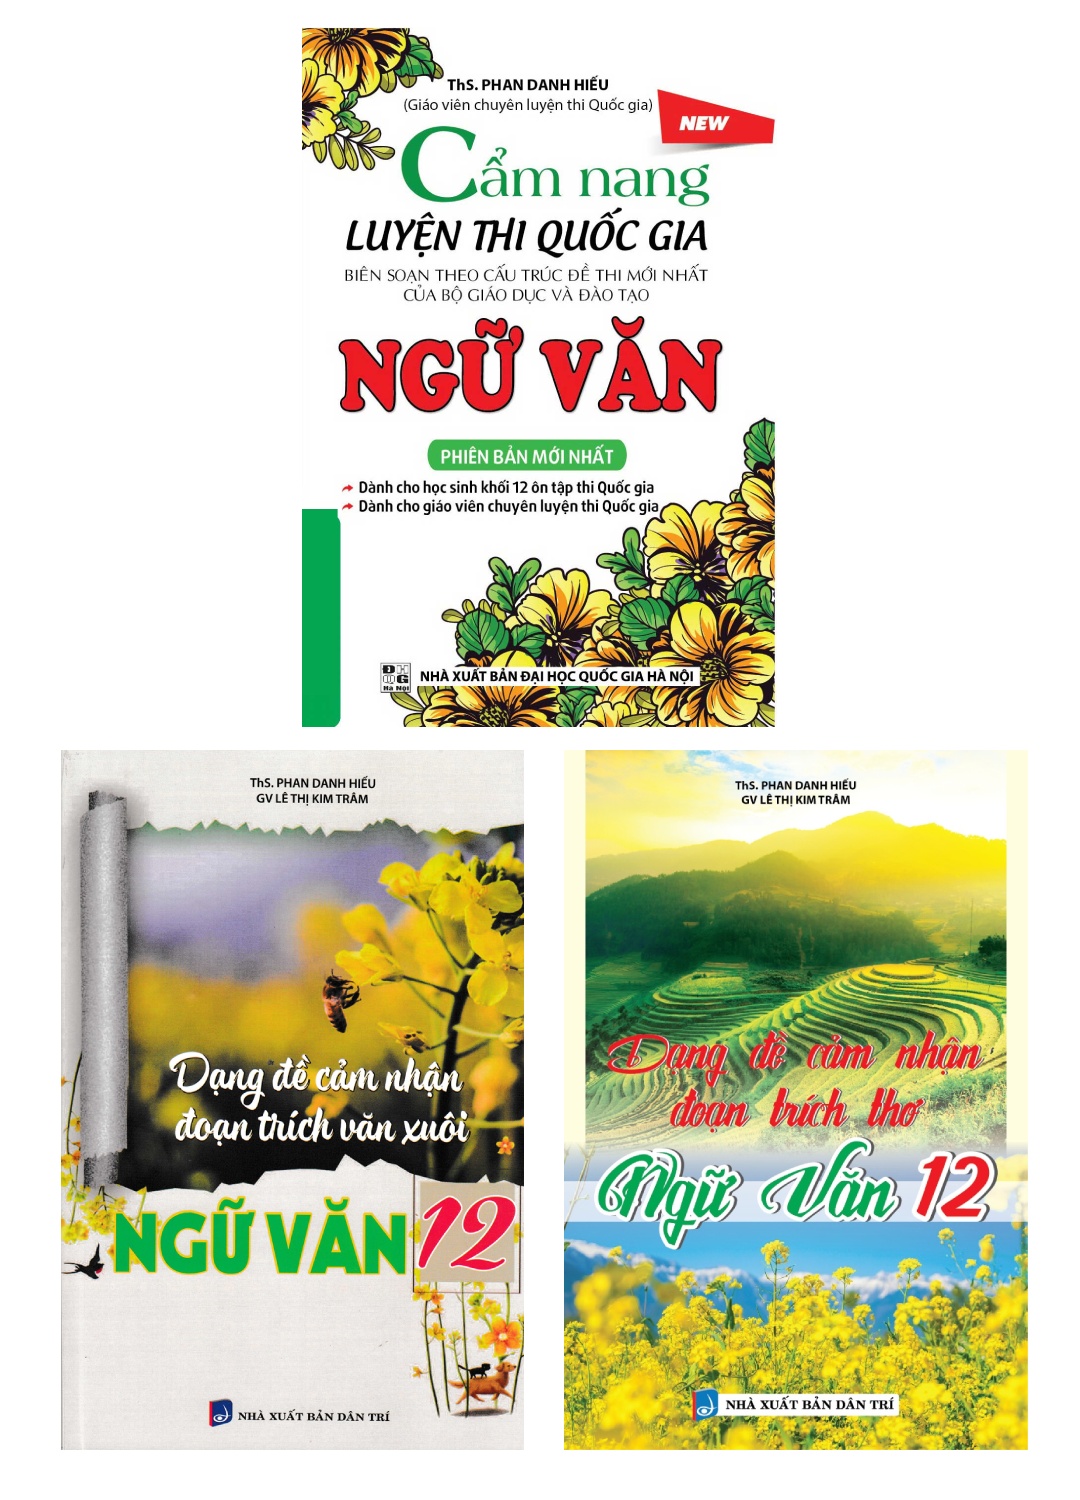 ThS. PHAN DANH HIẾU
(Giáo viên chuyên luyện thi Quốc gia)
NEW
Cẩm nang
LUYỆN THI QUỐC GIA
BIÊN SOẠN THEO CẤU TRÚC ĐỀ THI MỚI NHẤT
CỦA BỘ GIÁO DỤC VÀ ĐÀO TẠO
NGỮ VĂN
PHIÊN BẢN MỚI NHẤT
Dành cho học sinh khối 12 ôn tập thi Quốc gia
Dành cho giáo viên chuyên luyện thi Quốc gia
ĐH
QG
Hà Nội
NHÀ XUẤT BẢN ĐẠI HỌC QUỐC GIA HÀ NỘI
ThS. PHAN DANH HIẾU
GV LÊ THỊ KIM TRÂM
Dạng đề cảm nhận
đoạn trích văn xuôi
NGỮ VĂN 12
NHÀ XUẤT BẢN DÂN TRÍ
ThS. PHAN DANH HIẾU
GV LÊ THỊ KIM TRÂM
Dạng đề cảm nhận
đoạn trích thơ
Ngữ Văn 12
NHÀ XUẤT BẢN DÂN TRÍ